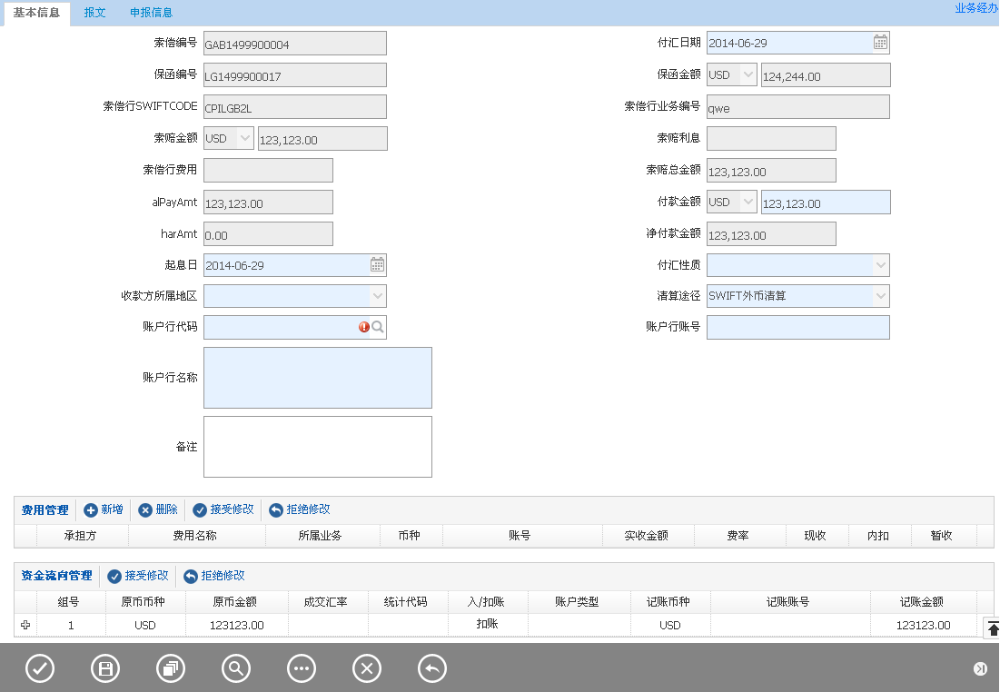 基本信息 报文 申报信息 业务经办
索偿编号 GAB1499900004 付汇日期 2014-06-29
保函编号 LG1499900017 保函金额 USD 124,244.00
索偿行SWIFTCODE CPILGB2L 索偿行业务编号 qwe
索赔金额 USD 123,123.00 索赔利息
索偿行费用 索赔总金额 123,123.00
alPayAmt 123,123.00 付款金额 USD 123,123.00
harAmt 0.00 净付款金额 123,123.00
起息日 2014-06-29 付汇性质
收款方所属地区 清算途径 SWIFT外币清算
账户行代码 账户行账号
账户行名称
备注
费用管理 新增 删除 接受修改 拒绝修改
承担方 费用名称 所属业务 币种 账号 实收金额 费率 现收 内扣 暂收
资金流向管理 接受修改 拒绝修改
组号 原币币种 原币金额 成交汇率 统计代码 入/扣账 账户类型 记账币种 记账账号 记账金额
1 USD 123123.00 扣账 USD 123123.00